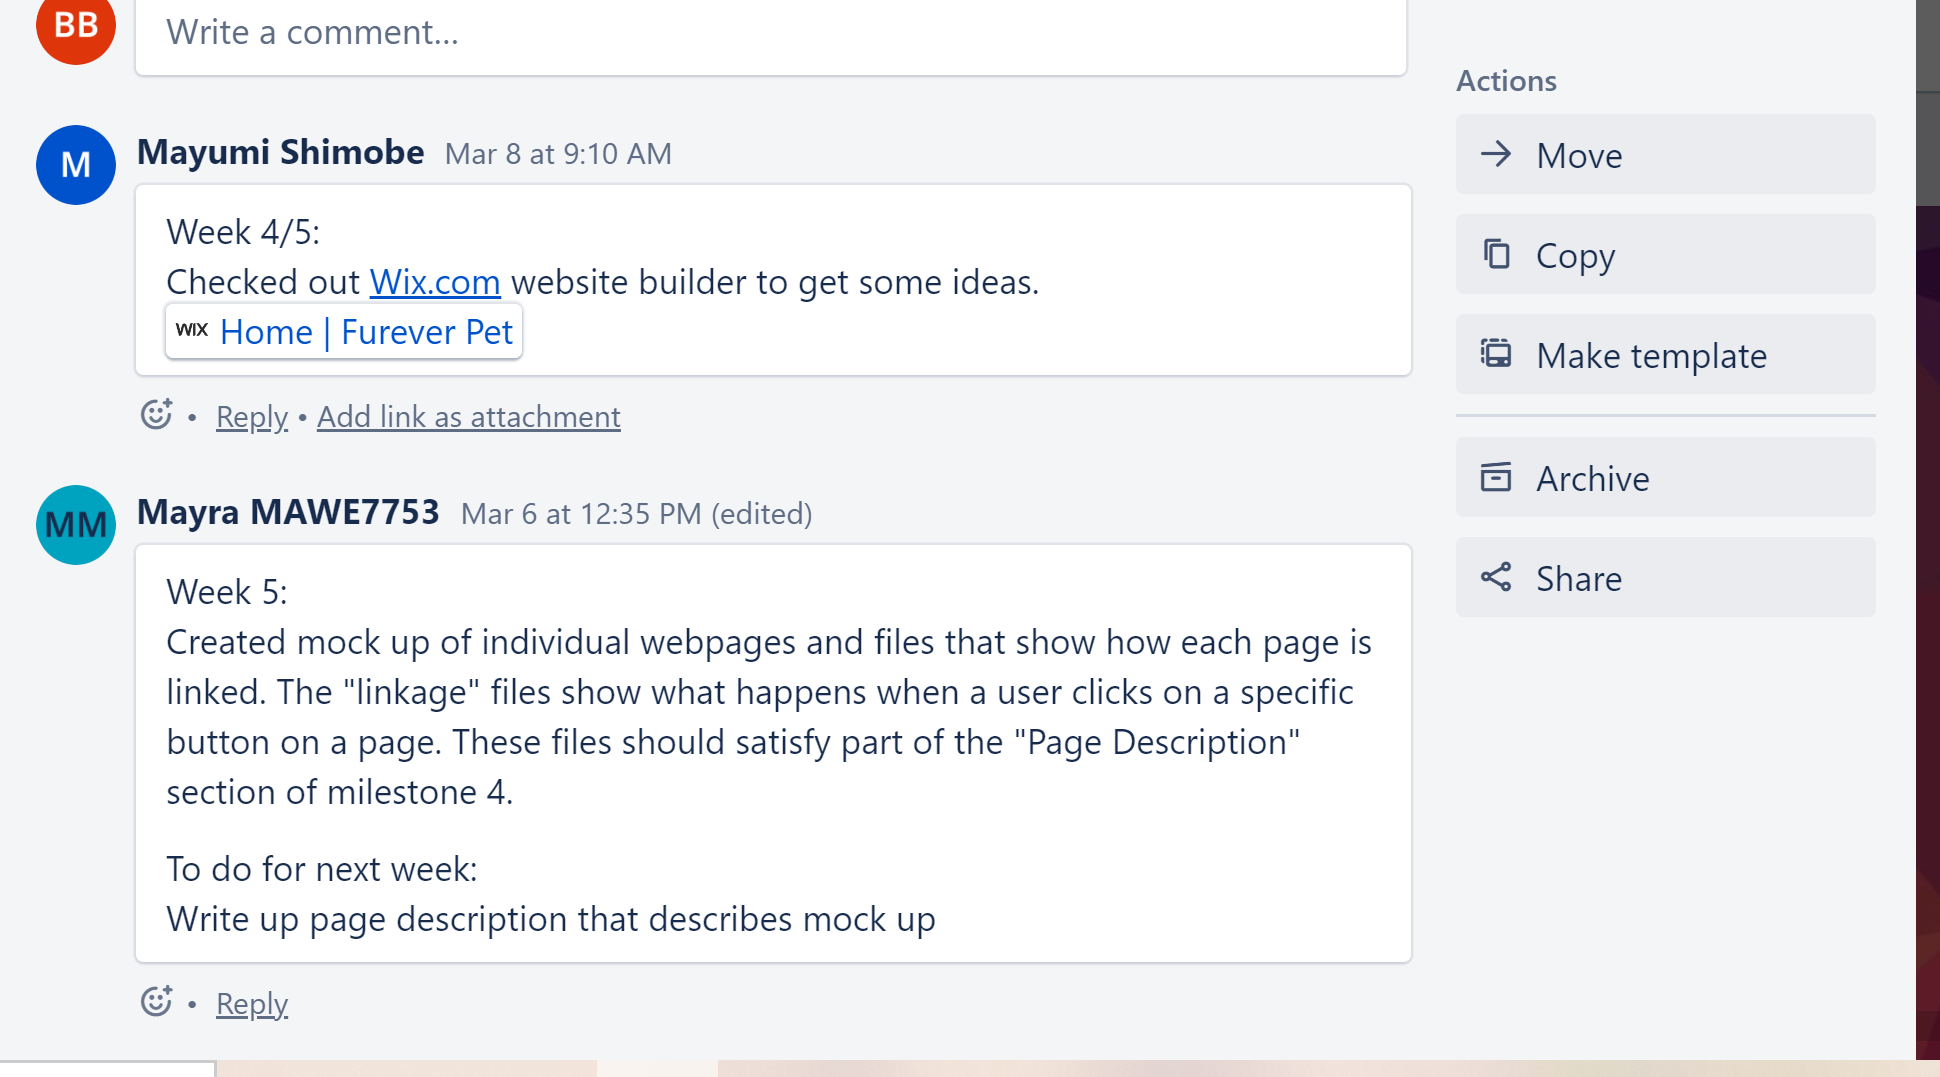 BB
Write a comment...
M
Mayumi Shimobe Mar 8 at 9:10 AM
Week 4/5:
Checked out Wix.com website builder to get some ideas.
WIX Home | Furever Pet
• Reply • Add link as attachment
MM
Mayra MAWE7753 Mar 6 at 12:35 PM (edited)
Week 5:
Created mock up of individual webpages and files that show how each page is
linked. The "linkage" files show what happens when a user clicks on a specific
button on a page. These files should satisfy part of the "Page Description"
section of milestone 4.
To do for next week:
Write up page description that describes mock up
• Reply
Actions
Move
Copy
Make template
Archive
Share